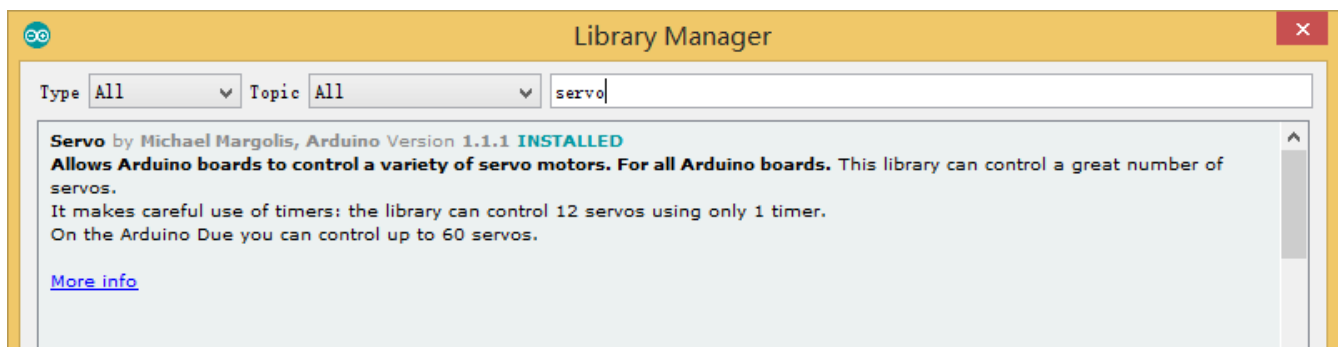 Library Manager
Type All Topic All servo
Servo by Michael Margolis, Arduino Version 1.1.1 INSTALLED
Allows Arduino boards to control a variety of servo motors. For all Arduino boards. This library can control a great number of
servos.
It makes careful use of timers: the library can control 12 servos using only 1 timer.
On the Arduino Due you can control up to 60 servos.
More info